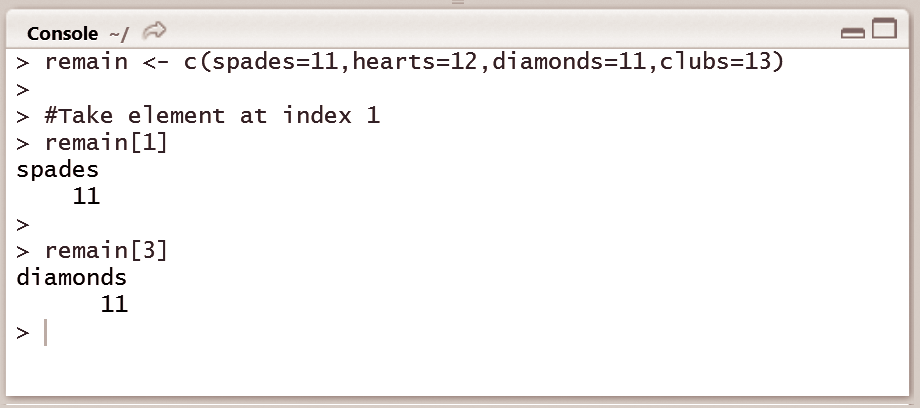 Console ~/
> remain <- c(spades=11,hearts=12,diamonds=11,clubs=13)
>
> #Take element at index 1
> remain[1]
spades
    11
>
> remain[3]
diamonds
      11
>